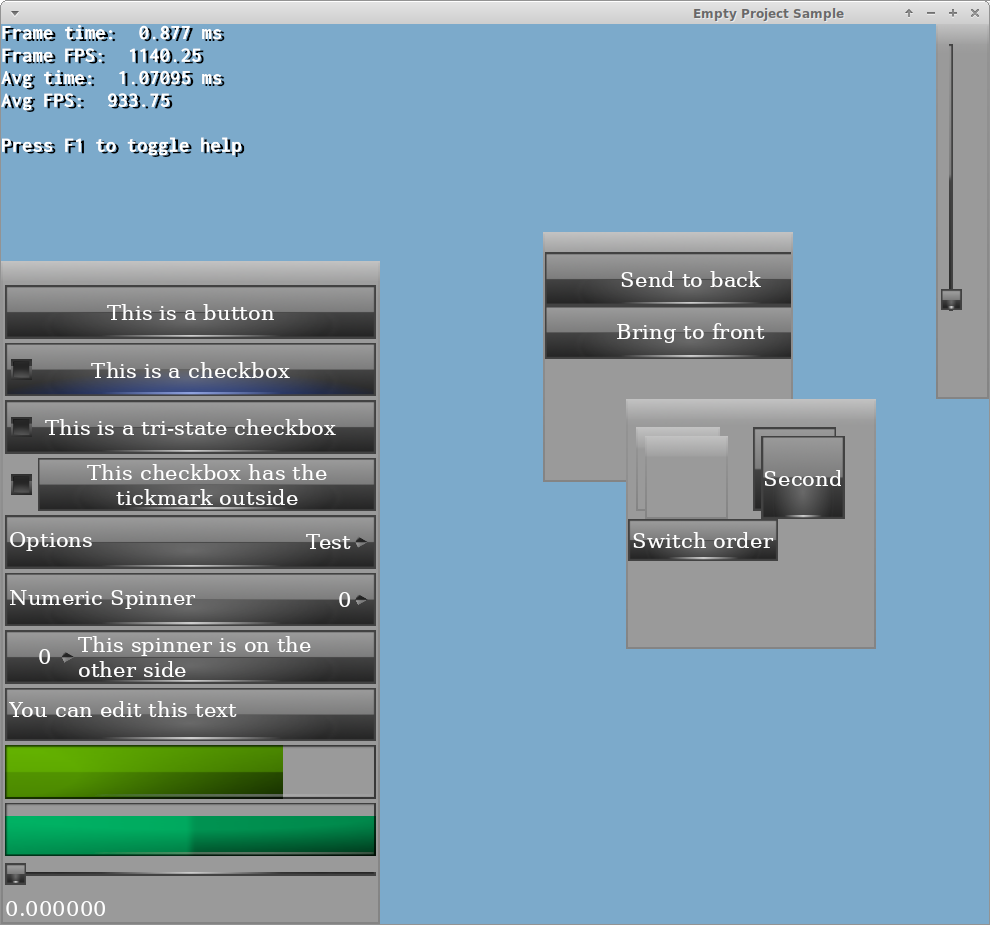 Empty Project Sample
Frame time:  0.877 ms
Frame FPS:  1140.25
Avg time:  1.07095 ms
Avg FPS:  933.75
Press F1 to toggle help
Send to back
Bring to front
This is a button
This is a checkbox
This is a tri-state checkbox
This checkbox has the
tickmark outside
Second
Switch order
Options Test
Numeric Spinner 0
0 This spinner is on the
other side
You can edit this text
0.000000